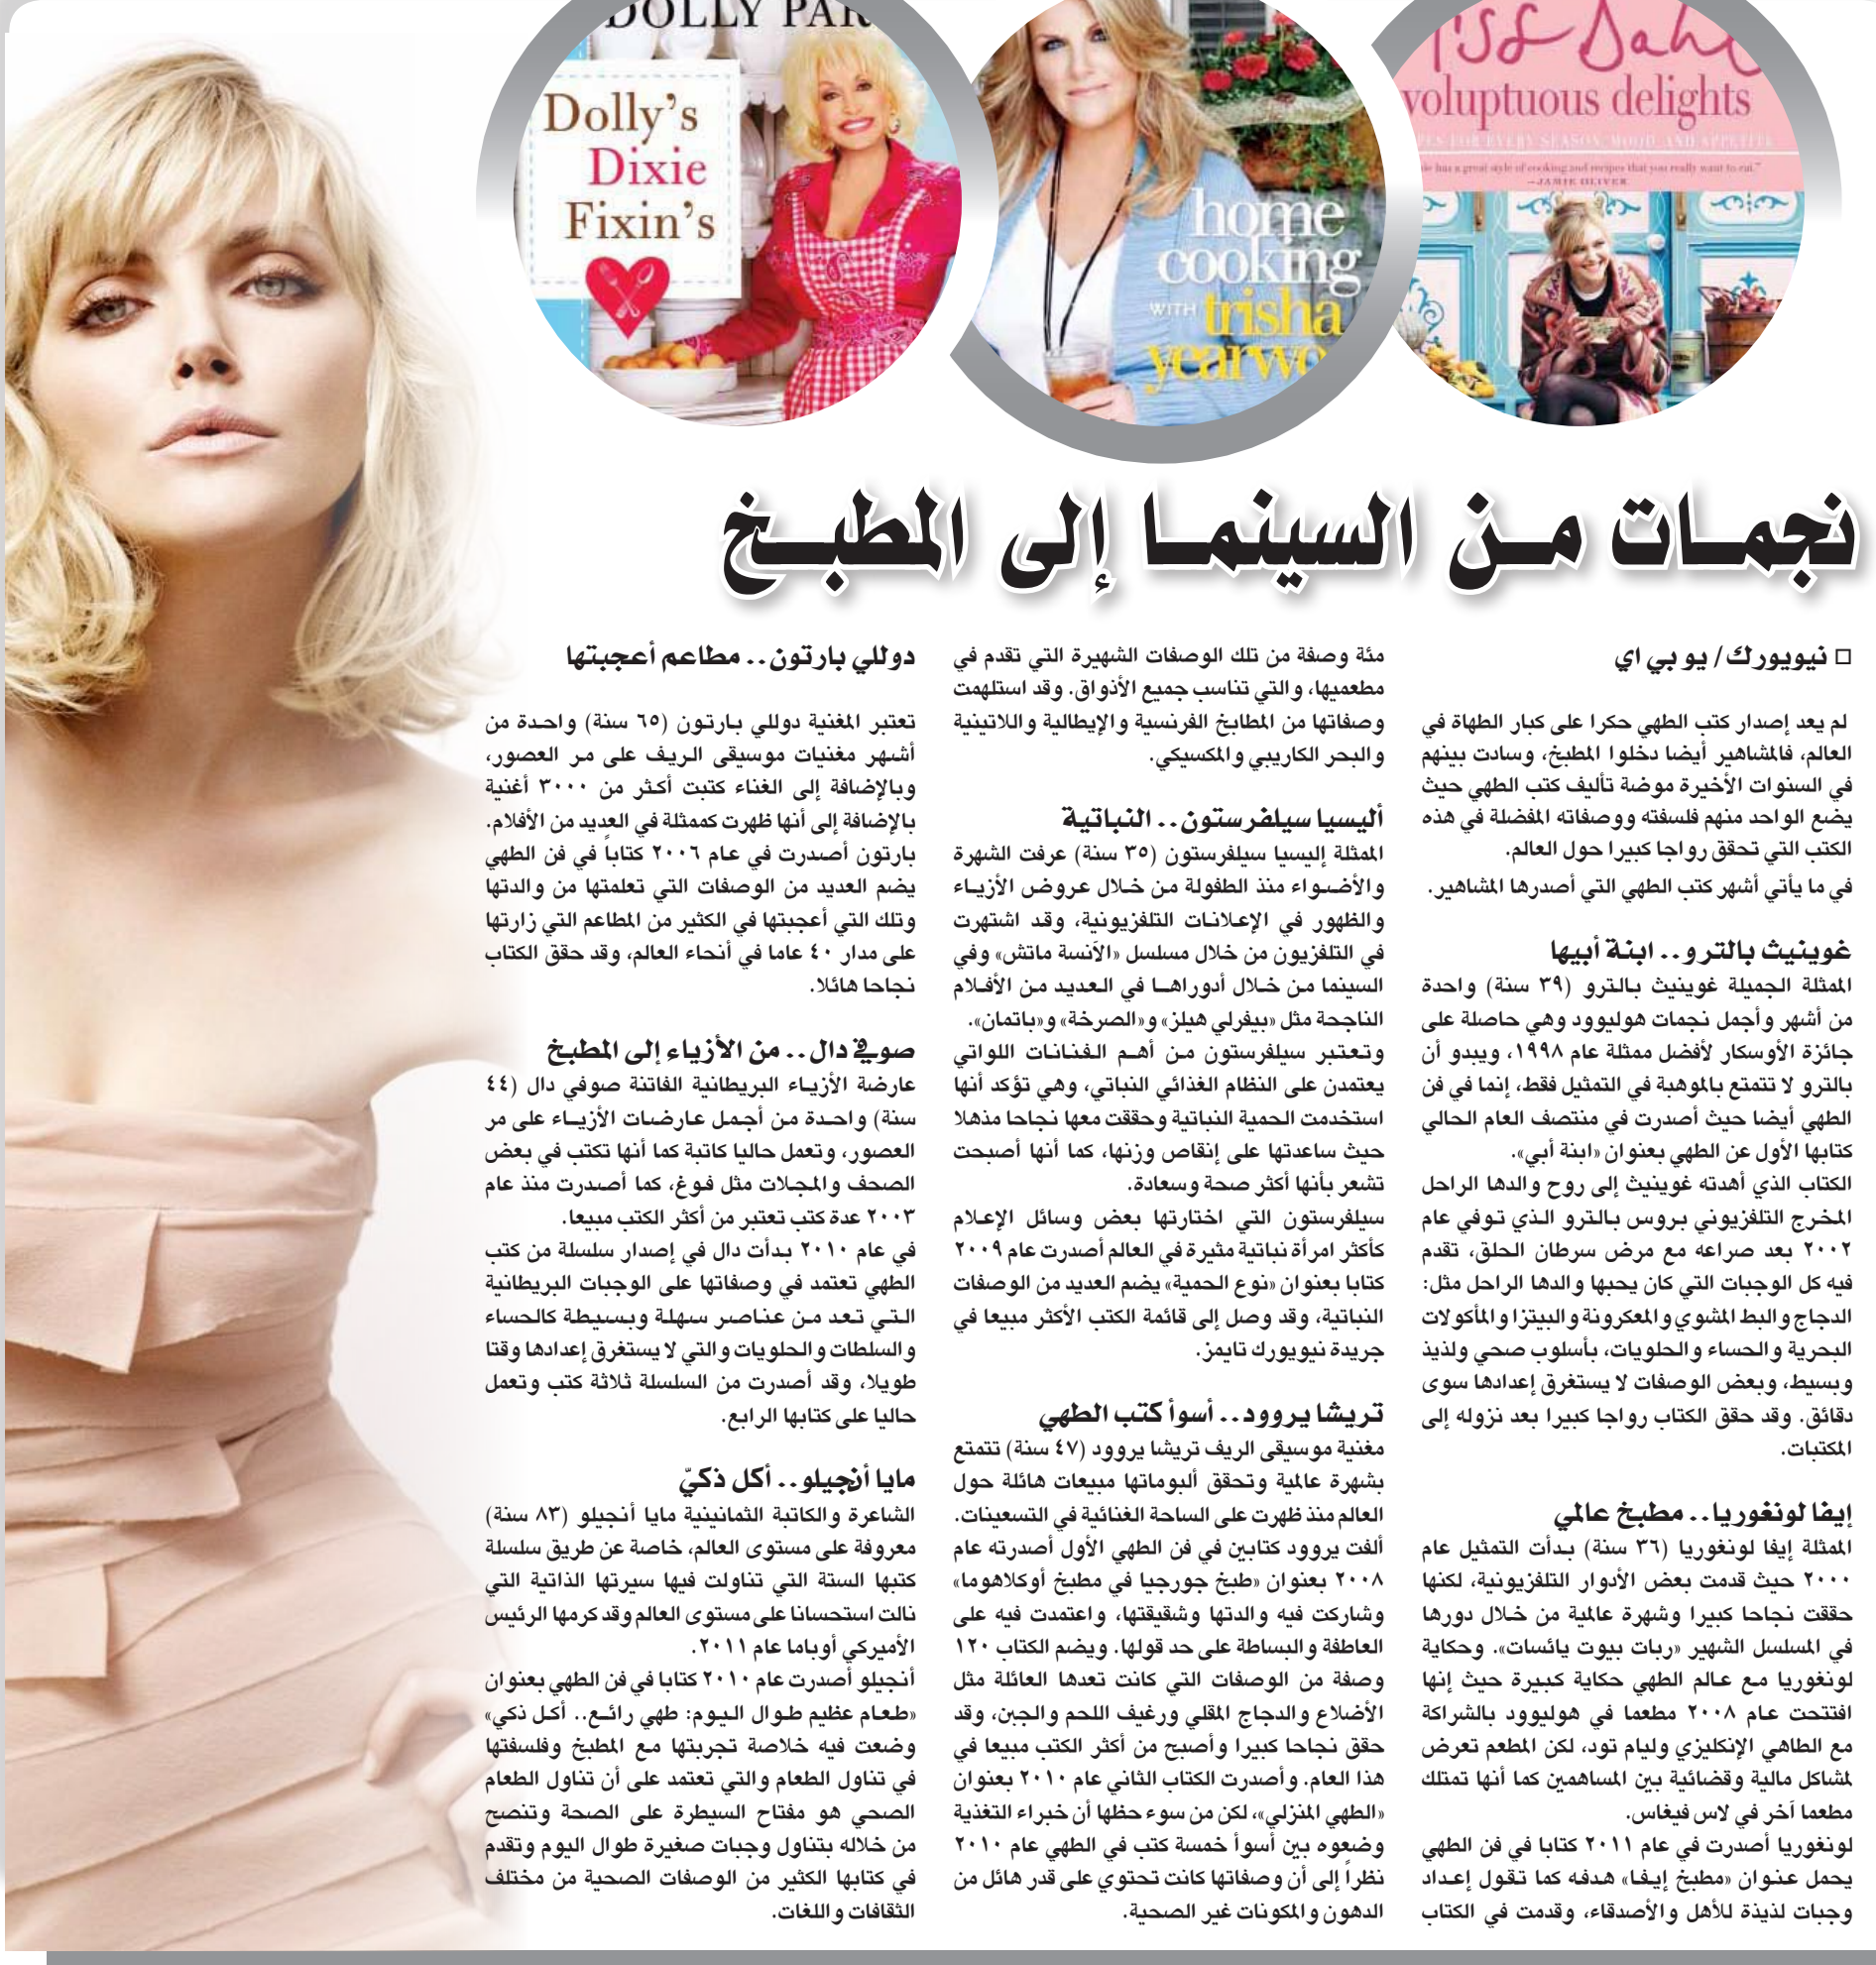 DOLLY PAR
Dolly's
Dixie
Fixin's
home
cooking
WITH trisha
yearwo
voluptuous delights
FOR EVERY SEASON, MOOD, AND APPETITE
has a great style of cooking and recipes that you really want to eat."
—JAMIE OLIVER
نجمات من السينما إلى المطبخ
□ نيويورك/ يو بي اي
لم يعد إصدار كتب الطهي حكرا على كبار الطهاة في
العالم، فالمشاهير أيضا دخلوا المطبخ، وسادت بينهم
في السنوات الأخيرة موضة تأليف كتب الطهي حيث
يضع الواحد منهم فلسفته ووصفاته المفضلة في هذه
الكتب التي تحقق رواجا كبيرا حول العالم.
في ما يأتي أشهر كتب الطهي التي أصدرها المشاهير.
غوينيث بالترو.. ابنة أبيها
الممثلة الجميلة غوينيث بالترو (٣٩ سنة) واحدة
من أشهر وأجمل نجمات هوليوود وهي حاصلة على
جائزة الأوسكار لأفضل ممثلة عام ١٩٩٨، ويبدو أن
بالترو لا تتمتع بالموهبة في التمثيل فقط، إنما في فن
الطهي أيضا حيث أصدرت في منتصف العام الحالي
كتابها الأول عن الطهي بعنوان «ابنة أبي».
الكتاب الذي أهدته غوينيث إلى روح والدها الراحل
المخرج التلفزيوني بروس بالترو الذي توفي عام
٢٠٠٢ بعد صراعه مع مرض سرطان الحلق، تقدم
فيه كل الوجبات التي كان يحبها والدها الراحل مثل:
الدجاج والبط المشوي والمعكرونة والبيتزا والمأكولات
البحرية والحساء والحلويات، بأسلوب صحي ولذيذ
وبسيط، وبعض الوصفات لا يستغرق إعدادها سوى
دقائق. وقد حقق الكتاب رواجا كبيرا بعد نزوله إلى
المكتبات.
إيفا لونغوريا.. مطبخ عالمي
الممثلة إيفا لونغوريا (٣٦ سنة) بدأت التمثيل عام
٢٠٠٠ حيث قدمت بعض الأدوار التلفزيونية، لكنها
حققت نجاحا كبيرا وشهرة عالمية من خلال دورها
في المسلسل الشهير «ربات بيوت يائسات». وحكاية
لونغوريا مع عالم الطهي حكاية كبيرة حيث إنها
افتتحت عام ٢٠٠٨ مطعما في هوليوود بالشراكة
مع الطاهي الإنكليزي وليام تود، لكن المطعم تعرض
لمشاكل مالية وقضائية بين المساهمين كما أنها تمتلك
مطعما آخر في لاس فيغاس.
لونغوريا أصدرت في عام ٢٠١١ كتابا في فن الطهي
يحمل عنوان «مطبخ إيفا» هدفه كما تقول إعداد
وجبات لذيذة للأهل والأصدقاء، وقدمت في الكتاب
مئة وصفة من تلك الوصفات الشهيرة التي تقدم في
مطعميها، والتي تناسب جميع الأذواق. وقد استلهمت
وصفاتها من المطابخ الفرنسية والإيطالية واللاتينية
والبحر الكاريبي والمكسيكي.
أليسيا سيلفرستون.. النباتية
الممثلة إليسيا سيلفرستون (٣٥ سنة) عرفت الشهرة
والأضواء منذ الطفولة من خلال عروض الأزياء
والظهور في الإعلانات التلفزيونية، وقد اشتهرت
في التلفزيون من خلال مسلسل «الآنسة ماتش» وفي
السينما من خلال أدوراها في العديد من الأفلام
الناجحة مثل «بيفرلي هيلز» و«الصرخة» و«باتمان».
وتعتبر سيلفرستون من أهم الفنانات اللواتي
يعتمدن على النظام الغذائي النباتي، وهي تؤكد أنها
استخدمت الحمية النباتية وحققت معها نجاحا مذهلا
حيث ساعدتها على إنقاص وزنها، كما أنها أصبحت
تشعر بأنها أكثر صحة وسعادة.
سيلفرستون التي اختارتها بعض وسائل الإعلام
كأكثر امرأة نباتية مثيرة في العالم أصدرت عام ٢٠٠٩
كتابا بعنوان «نوع الحمية» يضم العديد من الوصفات
النباتية، وقد وصل إلى قائمة الكتب الأكثر مبيعا في
جريدة نيويورك تايمز.
تريشا يروود.. أسوأ كتب الطهي
مغنية موسيقى الريف تريشا يروود (٤٧ سنة) تتمتع
بشهرة عالمية وتحقق ألبوماتها مبيعات هائلة حول
العالم منذ ظهرت على الساحة الغنائية في التسعينات.
ألفت يروود كتابين في فن الطهي الأول أصدرته عام
٢٠٠٨ بعنوان «طبخ جورجيا في مطبخ أوكلاهوما»
وشاركت فيه والدتها وشقيقتها، واعتمدت فيه على
العاطفة والبساطة على حد قولها. ويضم الكتاب ١٢٠
وصفة من الوصفات التي كانت تعدها العائلة مثل
الأضلاع والدجاج المقلي ورغيف اللحم والجبن، وقد
حقق نجاحا كبيرا وأصبح من أكثر الكتب مبيعا في
هذا العام. وأصدرت الكتاب الثاني عام ٢٠١٠ بعنوان
«الطهي المنزلي»، لكن من سوء حظها أن خبراء التغذية
وضعوه بين أسوأ خمسة كتب في الطهي عام ٢٠١٠
نظراً إلى أن وصفاتها كانت تحتوي على قدر هائل من
الدهون والمكونات غير الصحية.
دوللي بارتون.. مطاعم أعجبتها
تعتبر المغنية دوللي بارتون (٦٥ سنة) واحدة من
أشهر مغنيات موسيقى الريف على مر العصور،
وبالإضافة إلى الغناء كتبت أكثر من ٣٠٠٠ أغنية
بالإضافة إلى أنها ظهرت كممثلة في العديد من الأفلام.
بارتون أصدرت في عام ٢٠٠٦ كتاباً في فن الطهي
يضم العديد من الوصفات التي تعلمتها من والدتها
وتلك التي أعجبتها في الكثير من المطاعم التي زارتها
على مدار ٤٠ عاما في أنحاء العالم، وقد حقق الكتاب
نجاحا هائلا.
صوفي دال.. من الأزياء إلى المطبخ
عارضة الأزياء البريطانية الفاتنة صوفي دال (٤٤
سنة) واحدة من أجمل عارضات الأزياء على مر
العصور، وتعمل حاليا كاتبة كما أنها تكتب في بعض
الصحف والمجلات مثل فوغ، كما أصدرت منذ عام
٢٠٠٣ عدة كتب تعتبر من أكثر الكتب مبيعا.
في عام ٢٠١٠ بدأت دال في إصدار سلسلة من كتب
الطهي تعتمد في وصفاتها على الوجبات البريطانية
التي تعد من عناصر سهلة وبسيطة كالحساء
والسلطات والحلويات والتي لا يستغرق إعدادها وقتا
طويلا، وقد أصدرت من السلسلة ثلاثة كتب وتعمل
حاليا على كتابها الرابع.
مايا أنجيلو.. أكل ذكيّ
الشاعرة والكاتبة الثمانينية مايا أنجيلو (٨٣ سنة)
معروفة على مستوى العالم، خاصة عن طريق سلسلة
كتبها الستة التي تناولت فيها سيرتها الذاتية التي
نالت استحسانا على مستوى العالم وقد كرمها الرئيس
الأميركي أوباما عام ٢٠١١.
أنجيلو أصدرت عام ٢٠١٠ كتابا في فن الطهي بعنوان
«طعام عظيم طوال اليوم: طهي رائع.. أكل ذكي»
وضعت فيه خلاصة تجربتها مع المطبخ وفلسفتها
في تناول الطعام والتي تعتمد على أن تناول الطعام
الصحي هو مفتاح السيطرة على الصحة وتنصح
من خلاله بتناول وجبات صغيرة طوال اليوم وتقدم
في كتابها الكثير من الوصفات الصحية من مختلف
الثقافات واللغات.